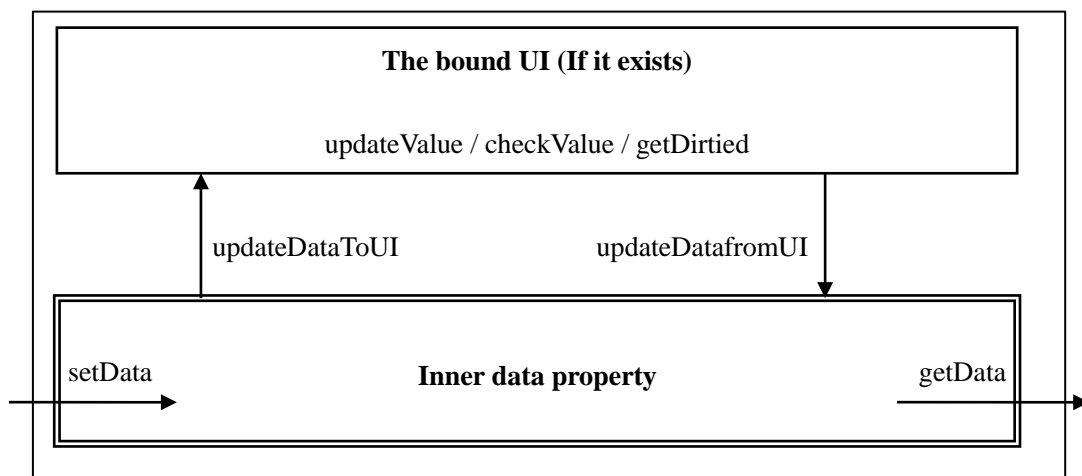 The bound UI (If it exists)
updateValue / checkValue / getDirtied
updateDataToUI
updateDatafromUI
setData
Inner data property
getData